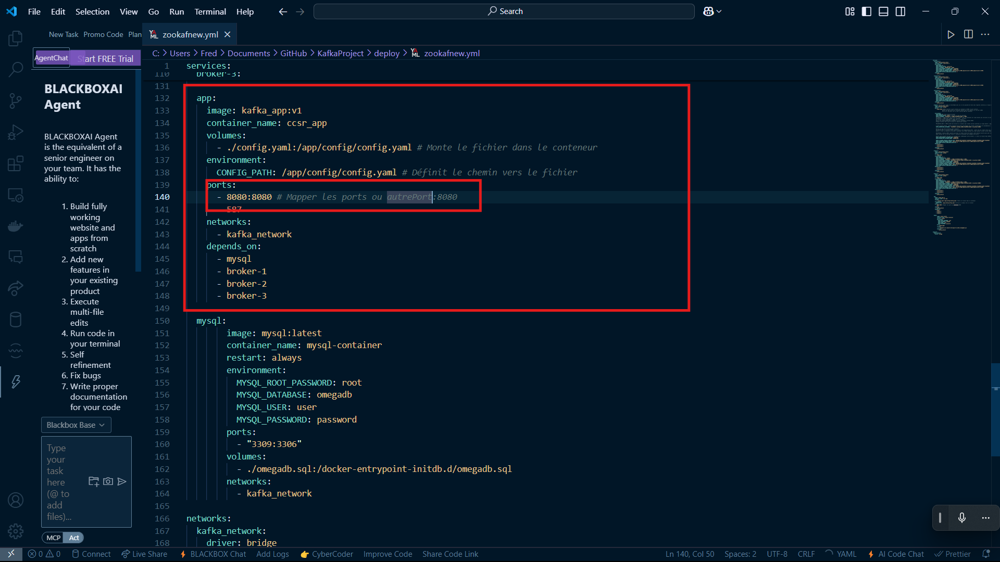 File Edit Selection View Go Run Terminal Help
Search
New Task Promo Code Plan
AgentChat
Start FREE Trial
BLACKBOXAI
Agent
BLACKBOXAI Agent
is the equivalent of a
senior engineer on
your team. It has the
ability to:
1. Build fully
working
website and
apps from
scratch
2. Add new
features in
your existing
product
3. Execute
multi-file
edits
4. Run code in
your terminal
5. Self
refinement
6. Fix bugs
7. Write proper
documentation
for your code
Blackbox Base
Type
your
task
here
(@ to
add
files)...
MCP Act
zookafnew.yml
C: > Users > Fred > Documents > GitHub > KafkaProject > deploy > zookafnew.yml
1 services:
110 broker-3:
131
132 app:
133 image: kafka_app:v1
134 container_name: ccsr_app
135 volumes:
136 - ./config.yaml:/app/config/config.yaml # Monte le fichier dans le conteneur
137 environment:
138 CONFIG_PATH: /app/config/config.yaml # Définit le chemin vers le fichier
139 ports:
140 - 8080:8080 # Mapper les ports ou autrePort:8080
141 587
142 networks:
143 - kafka_network
144 depends_on:
145 - mysql
146 - broker-1
147 - broker-2
148 - broker-3
149
150 mysql:
151 image: mysql:latest
152 container_name: mysql-container
153 restart: always
154 environment:
155 MYSQL_ROOT_PASSWORD: root
156 MYSQL_DATABASE: omegadb
157 MYSQL_USER: user
158 MYSQL_PASSWORD: password
159 ports:
160 - "3309:3306"
161 volumes:
162 - ./omegadb.sql:/docker-entrypoint-initdb.d/omegadb.sql
163 networks:
164 - kafka_network
165
166 networks:
167 kafka_network:
168 driver: bridge
0 0 Connect Live Share BLACKBOX Chat Add Logs CyberCoder Improve Code Share Code Link
Ln 140, Col 50 Spaces: 2 UTF-8 CRLF YAML AI Code Chat Prettier